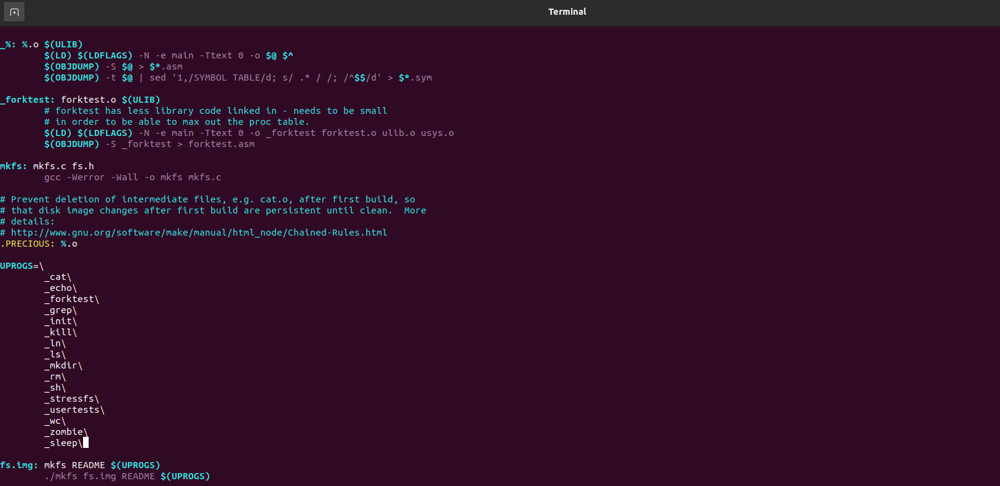 Terminal
_%: %.o $(ULIB)
$(LD) $(LDFLAGS) -N -e main -Ttext 0 -o $@ $^
$(OBJDUMP) -S $@ > $*.asm
$(OBJDUMP) -t $@ | sed '1,/SYMBOL TABLE/d; s/ .* / /; /^$$/d' > $*.sym
_forktest: forktest.o $(ULIB)
# forktest has less library code linked in - needs to be small
# in order to be able to max out the proc table.
$(LD) $(LDFLAGS) -N -e main -Ttext 0 -o _forktest forktest.o ulib.o usys.o
$(OBJDUMP) -S _forktest > forktest.asm
mkfs: mkfs.c fs.h
gcc -Werror -Wall -o mkfs mkfs.c
# Prevent deletion of intermediate files, e.g. cat.o, after first build, so
# that disk image changes after first build are persistent until clean.  More
# details:
# http://www.gnu.org/software/make/manual/html_node/Chained-Rules.html
.PRECIOUS: %.o
UPROGS=\
_cat\
_echo\
_forktest\
_grep\
_init\
_kill\
_ln\
_ls\
_mkdir\
_rm\
_sh\
_stressfs\
_usertests\
_wc\
_zombie\
_sleep\
fs.img: mkfs README $(UPROGS)
./mkfs fs.img README $(UPROGS)